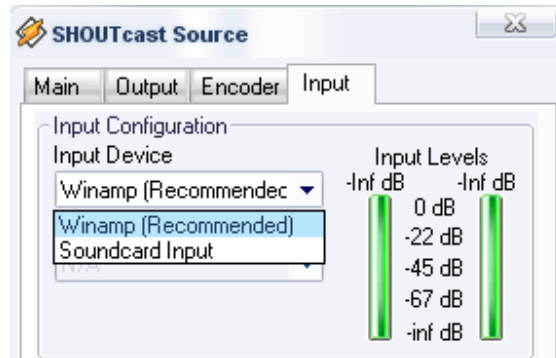 SHOUTcast Source
Main Output Encoder Input
Input Configuration
Input Device
Winamp (Recommendec
Winamp (Recommended)
Soundcard Input
N/A
Input Levels
-Inf dB -Inf dB
0 dB
-22 dB
-45 dB
-67 dB
-inf dB